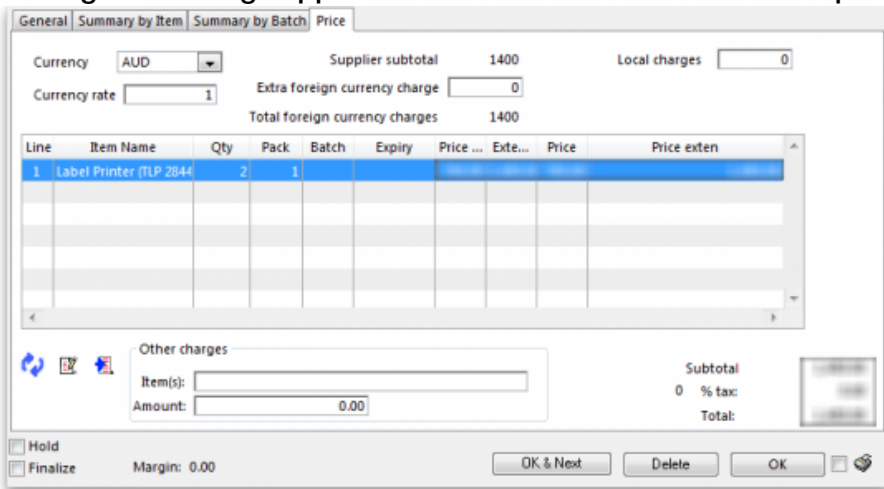 General Summary by Item Summary by Batch Price
Currency AUD Supplier subtotal 1400 Local charges 0
Currency rate 1 Extra foreign currency charge 0
Total foreign currency charges 1400
Line Item Name Qty Pack Batch Expiry Price ... Exte... Price Price exten
1 Label Printer (TLP 2844 2 1
Other charges
Item(s):
Amount: 0.00
Subtotal
0 % tax:
Total:
Hold
Finalize Margin: 0.00 OK & Next Delete OK